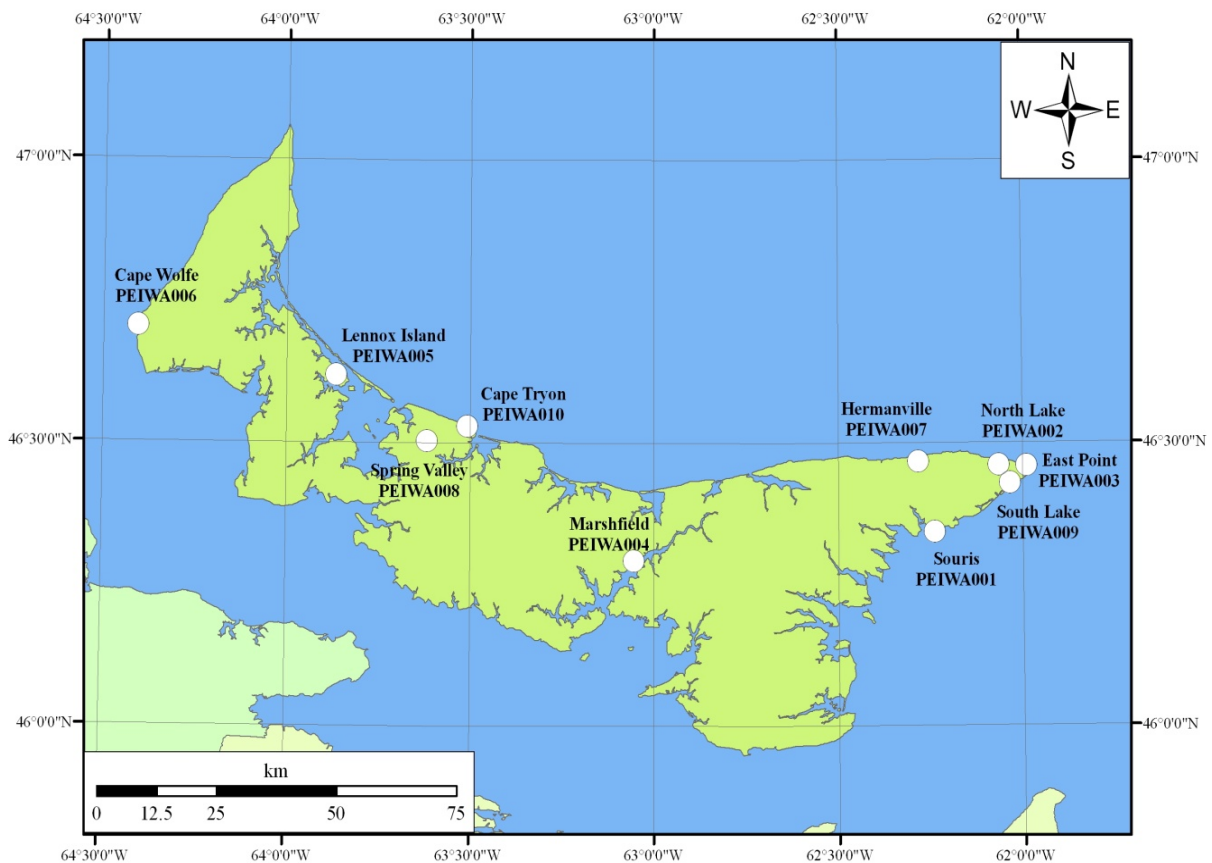 64°30'0"W
64°0'0"W
63°30'0"W
63°0'0"W
62°30'0"W
62°0'0"W
N
W
E
S
47°0'0"N
47°0'0"N
Cape Wolfe
PEIWA006
Lennox Island
PEIWA005
Cape Tryon
PEIWA010
Hermanville
PEIWA007
North Lake
PEIWA002
46°30'0"N
46°30'0"N
East Point
PEIWA003
Spring Valley
PEIWA008
South Lake
PEIWA009
Marshfield
PEIWA004
Souris
PEIWA001
46°0'0"N
46°0'0"N
km
0
12.5
25
50
75
64°30'0"W
64°0'0"W
63°30'0"W
63°0'0"W
62°30'0"W
62°0'0"W